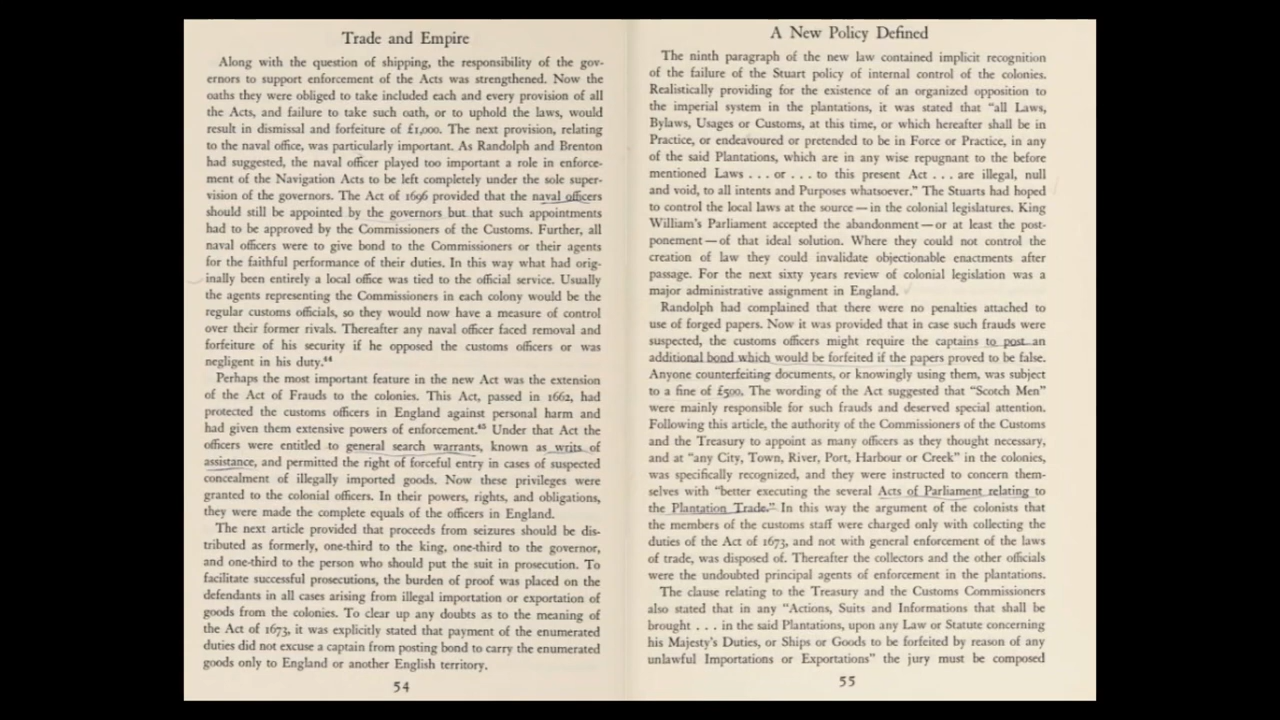 Trade and Empire
Along with the question of shipping, the responsibility of the gov-
ernors to support enforcement of the Acts was strengthened. Now the
oaths they were obliged to take included each and every provision of all
the Acts, and failure to take such oath, or to uphold the laws, would
result in dismissal and forfeiture of £1,000. The next provision, relating
to the naval office, was particularly important. As Randolph and Brenton
had suggested, the naval officer played too important a role in enforce-
ment of the Navigation Acts to be left completely under the sole super-
vision of the governors. The Act of 1696 provided that the naval officers
should still be appointed by the governors but that such appointments
had to be approved by the Commissioners of the Customs. Further, all
naval officers were to give bond to the Commissioners or their agents
for the faithful performance of their duties. In this way what had orig-
inally been entirely a local office was tied to the official service. Usually
the agents representing the Commissioners in each colony would be the
regular customs officials, so they would now have a measure of control
over their former rivals. Thereafter any naval officer faced removal and
forfeiture of his security if he opposed the customs officers or was
negligent in his duty.⁴⁴
Perhaps the most important feature in the new Act was the extension
of the Act of Frauds to the colonies. This Act, passed in 1662, had
protected the customs officers in England against personal harm and
had given them extensive powers of enforcement.⁴⁵ Under that Act the
officers were entitled to general search warrants, known as writs of
assistance, and permitted the right of forceful entry in cases of suspected
concealment of illegally imported goods. Now these privileges were
granted to the colonial officers. In their powers, rights, and obligations,
they were made the complete equals of the officers in England.
The next article provided that proceeds from seizures should be dis-
tributed as formerly, one-third to the king, one-third to the governor,
and one-third to the person who should put the suit in prosecution. To
facilitate successful prosecutions, the burden of proof was placed on the
defendants in all cases arising from illegal importation or exportation of
goods from the colonies. To clear up any doubts as to the meaning of
the Act of 1673, it was explicitly stated that payment of the enumerated
duties did not excuse a captain from posting bond to carry the enumerated
goods only to England or another English territory.
54
A New Policy Defined
The ninth paragraph of the new law contained implicit recognition
of the failure of the Stuart policy of internal control of the colonies.
Realistically providing for the existence of an organized opposition to
the imperial system in the plantations, it was stated that “all Laws,
Bylaws, Usages or Customs, at this time, or which hereafter shall be in
Practice, or endeavoured or pretended to be in Force or Practice, in any
of the said Plantations, which are in any wise repugnant to the before
mentioned Laws . . . or . . . to this present Act . . . are illegal, null
and void, to all intents and Purposes whatsoever.” The Stuarts had hoped
to control the local laws at the source — in the colonial legislatures. King
William's Parliament accepted the abandonment — or at least the post-
ponement — of that ideal solution. Where they could not control the
creation of law they could invalidate objectionable enactments after
passage. For the next sixty years review of colonial legislation was a
major administrative assignment in England.
Randolph had complained that there were no penalties attached to
use of forged papers. Now it was provided that in case such frauds were
suspected, the customs officers might require the captains to post an
additional bond which would be forfeited if the papers proved to be false.
Anyone counterfeiting documents, or knowingly using them, was subject
to a fine of £500. The wording of the Act suggested that “Scotch Men”
were mainly responsible for such frauds and deserved special attention.
Following this article, the authority of the Commissioners of the Customs
and the Treasury to appoint as many officers as they thought necessary,
and at “any City, Town, River, Port, Harbour or Creek” in the colonies,
was specifically recognized, and they were instructed to concern them-
selves with “better executing the several Acts of Parliament relating to
the Plantation Trade.” In this way the argument of the colonists that
the members of the customs staff were charged only with collecting the
duties of the Act of 1673, and not with general enforcement of the laws
of trade, was disposed of. Thereafter the collectors and the other officials
were the undoubted principal agents of enforcement in the plantations.
The clause relating to the Treasury and the Customs Commissioners
also stated that in any “Actions, Suits and Informations that shall be
brought . . . in the said Plantations, upon any Law or Statute concerning
his Majesty's Duties, or Ships or Goods to be forfeited by reason of any
unlawful Importations or Exportations” the jury must be composed
55